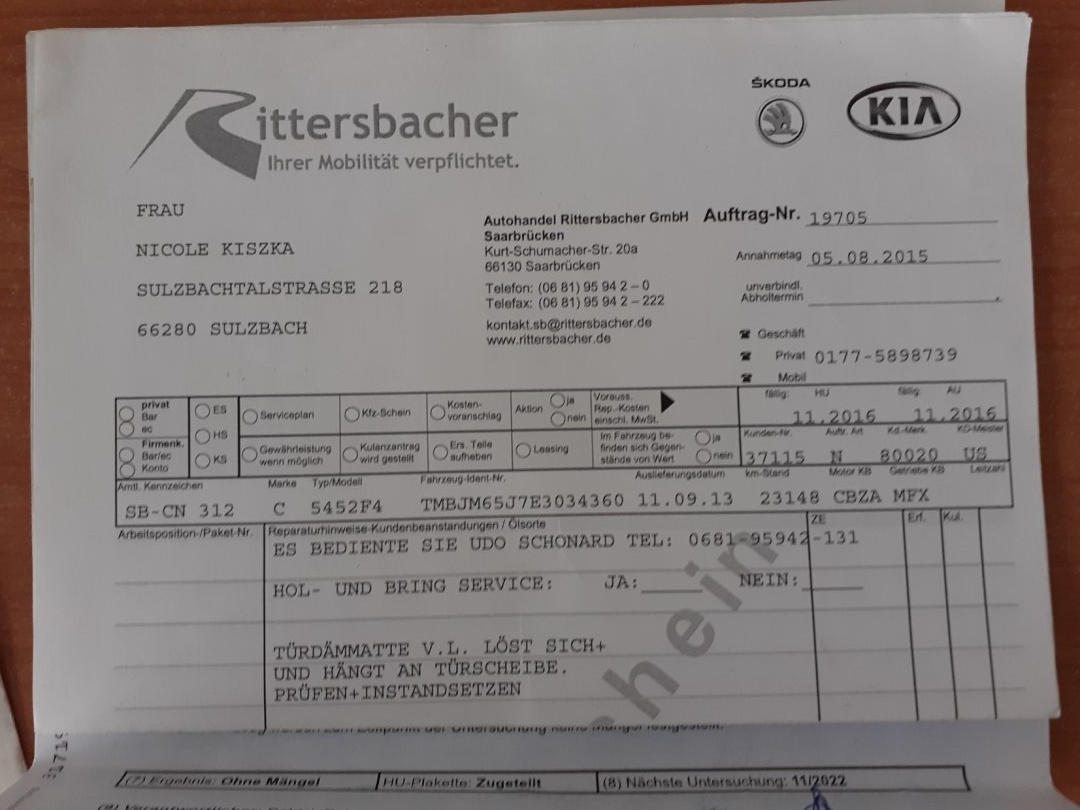 Rittersbacher
Ihrer Mobilität verpflichtet.
ŠKODA
KIA
FRAU
NICOLE KISZKA
SULZBACHTALSTRASSE 218
66280 SULZBACH
Autohandel Rittersbacher GmbH
Saarbrücken
Kurt-Schumacher-Str. 20a
66130 Saarbrücken
Telefon: (06 81) 95 94 2 – 0
Telefax: (06 81) 95 94 2 – 222
kontakt.sb@rittersbacher.de
www.rittersbacher.de
Auftrag-Nr. 19705
Annahmetag 05.08.2015
unverbindl.
Abholtermin
☎ Geschäft
☎ Privat 0177-5898739
☎ Mobil
privat
Bar
ec
Firmenk.
Bar/ec
Konto
ES
HS
KS
Serviceplan
Gewährleistung
wenn möglich
Kfz-Schein
Kulanzantrag
wird gestellt
Kosten-
voranschlag
Ers. Teile
aufheben
Aktion
ja
nein
Leasing
Vorauss.
Rep.-Kosten
einschl. MwSt.
Im Fahrzeug be-
finden sich Gegen-
stände von Wert
ja
nein
fällig: HU fällig: AU
11.2016 11.2016
Kunden-Nr. Auftr. Art Kd.-Merk. KD-Meister
37115 N 80020 US
Amtl. Kennzeichen Marke Typ/Modell Fahrzeug-Ident-Nr. Auslieferungsdatum km-Stand Motor KB Getriebe KB Leitzahl
SB-CN 312 C 5452F4 TMBJM65J7E3034360 11.09.13 23148 CBZA MFX
Arbeitsposition-/Paket-Nr. Reparaturhinweise-Kundenbeanstandungen / Ölsorte ZE Erf. Kul.
ES BEDIENTE SIE UDO SCHONARD TEL: 0681-95942-131
HOL- UND BRING SERVICE: JA: NEIN:
TÜRDÄMMATTE V.L. LÖST SICH+
UND HÄNGT AN TÜRSCHEIBE.
PRÜFEN+INSTANDSETZEN
hein
(7) Ergebnis: Ohne Mängel HU-Plakette: Zugeteilt (8) Nächste Untersuchung: 11/2022